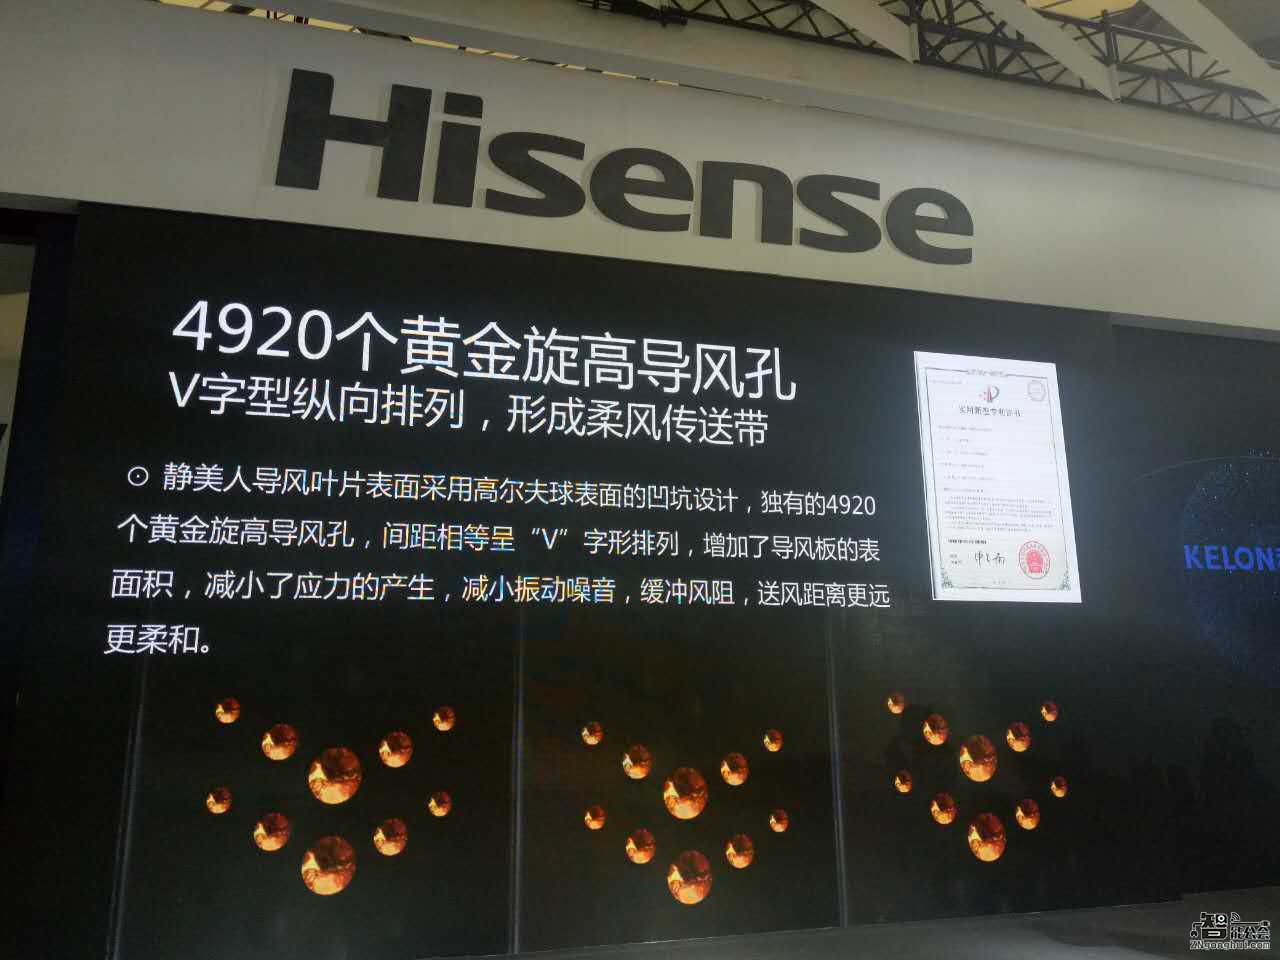 Hisense
4920个黄金旋高导风孔
V字型纵向排列，形成柔风传送带
⊙ 静美人导风叶片表面采用高尔夫球表面的凹坑设计，独有的4920
个黄金旋高导风孔，间距相等呈“V”字形排列，增加了导风板的表
面积，减小了应力的产生，减小振动噪音，缓冲风阻，送风距离更远
更柔和。
实用新型专利证书
KELON
智能公会
ZNgonghui.com